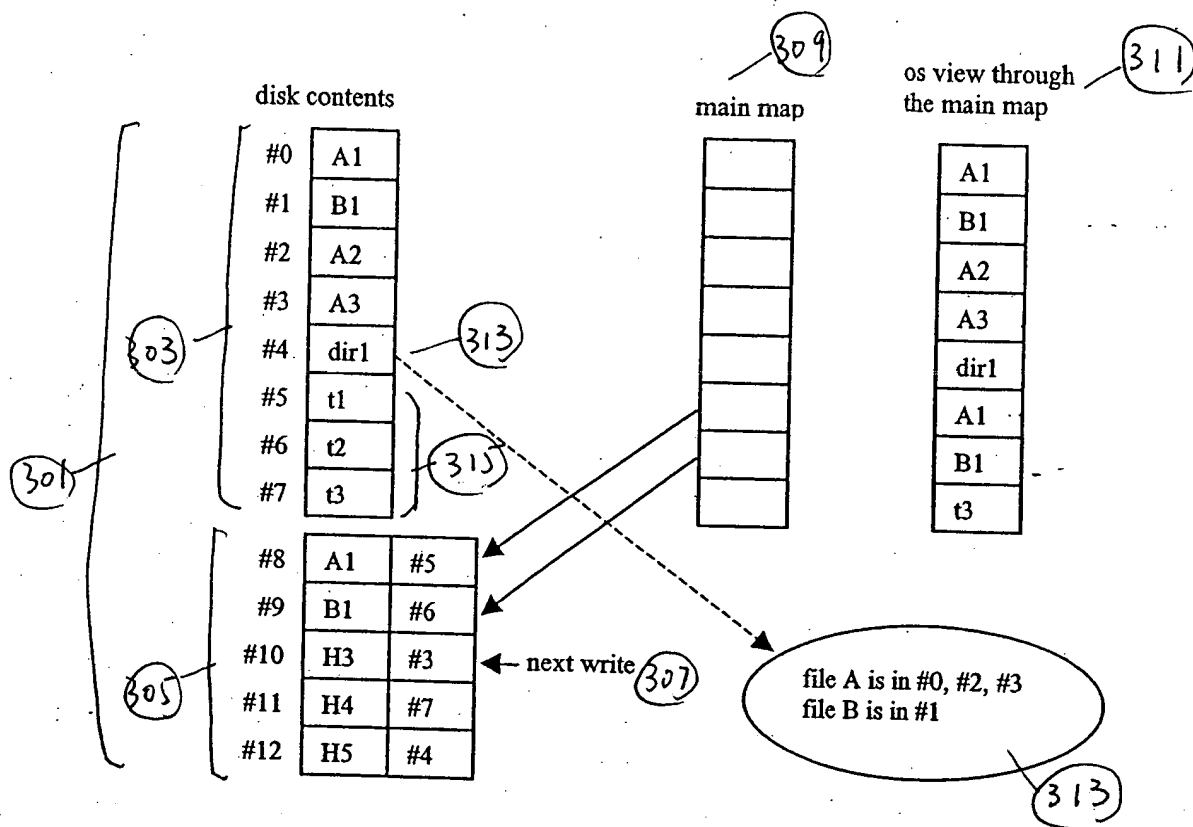 309
311
os view through
the main map
disk contents
main map
#0 A1
#1 B1
#2 A2
#3 A3
#4 dir1
#5 t1
#6 t2
#7 t3
303
313
315
301
A1
B1
A2
A3
dir1
A1
B1
t3
#8 A1 #5
#9 B1 #6
#10 H3 #3
#11 H4 #7
#12 H5 #4
next write
307
305
file A is in #0, #2, #3
file B is in #1
313